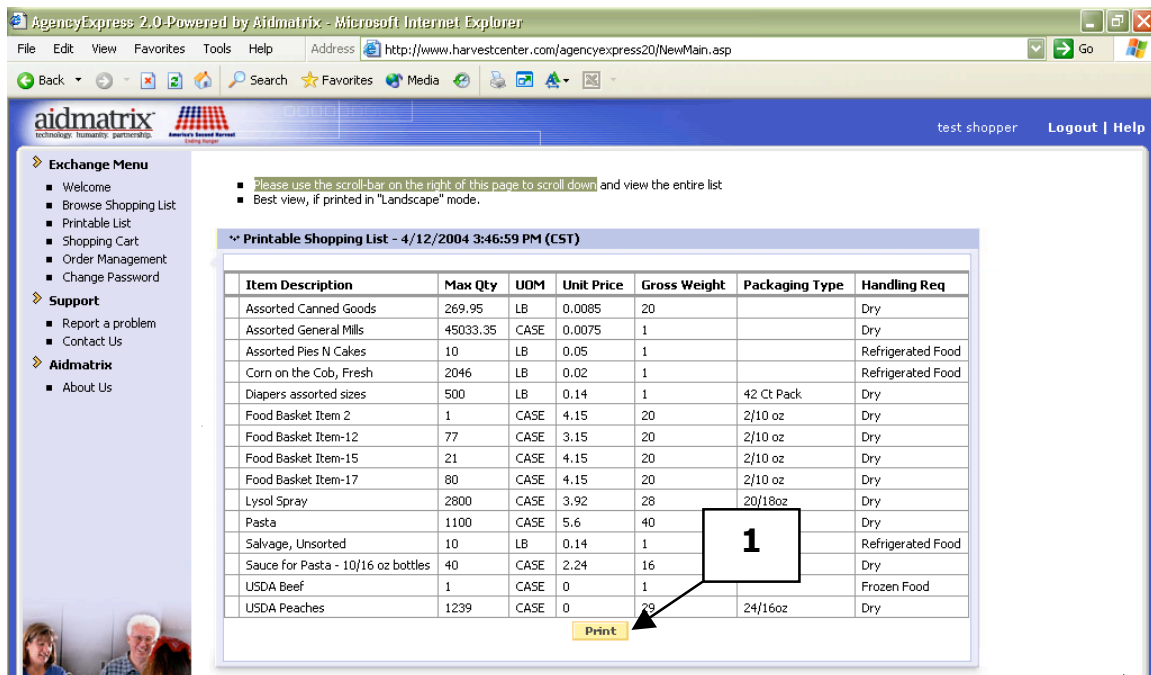 AgencyExpress 2.0-Powered by Aidmatrix - Microsoft Internet Explorer
File Edit View Favorites Tools Help Address http://www.harvestcenter.com/agencyexpress20/NewMain.asp Go
Back Search Favorites Media
aidmatrix
technology. humanity. partnership.
America's Second Harvest
Ending Hunger
test shopper Logout | Help
Exchange Menu
Welcome
Browse Shopping List
Printable List
Shopping Cart
Order Management
Change Password
Support
Report a problem
Contact Us
Aidmatrix
About Us
Please use the scroll-bar on the right of this page to scroll down and view the entire list
Best view, if printed in "Landscape" mode.
Printable Shopping List - 4/12/2004 3:46:59 PM (CST)
Item Description Max Qty UOM Unit Price Gross Weight Packaging Type Handling Req
Assorted Canned Goods 269.95 LB 0.0085 20 Dry
Assorted General Mills 45033.35 CASE 0.0075 1 Dry
Assorted Pies N Cakes 10 LB 0.05 1 Refrigerated Food
Corn on the Cob, Fresh 2046 LB 0.02 1 Refrigerated Food
Diapers assorted sizes 500 LB 0.14 1 42 Ct Pack Dry
Food Basket Item 2 1 CASE 4.15 20 2/10 oz Dry
Food Basket Item-12 77 CASE 3.15 20 2/10 oz Dry
Food Basket Item-15 21 CASE 4.15 20 2/10 oz Dry
Food Basket Item-17 80 CASE 4.15 20 2/10 oz Dry
Lysol Spray 2800 CASE 3.92 28 20/18oz Dry
Pasta 1100 CASE 5.6 40 Dry
Salvage, Unsorted 10 LB 0.14 1 Refrigerated Food
Sauce for Pasta - 10/16 oz bottles 40 CASE 2.24 16 Dry
USDA Beef 1 CASE 0 1 Frozen Food
USDA Peaches 1239 CASE 0 29 24/16oz Dry
1
Print